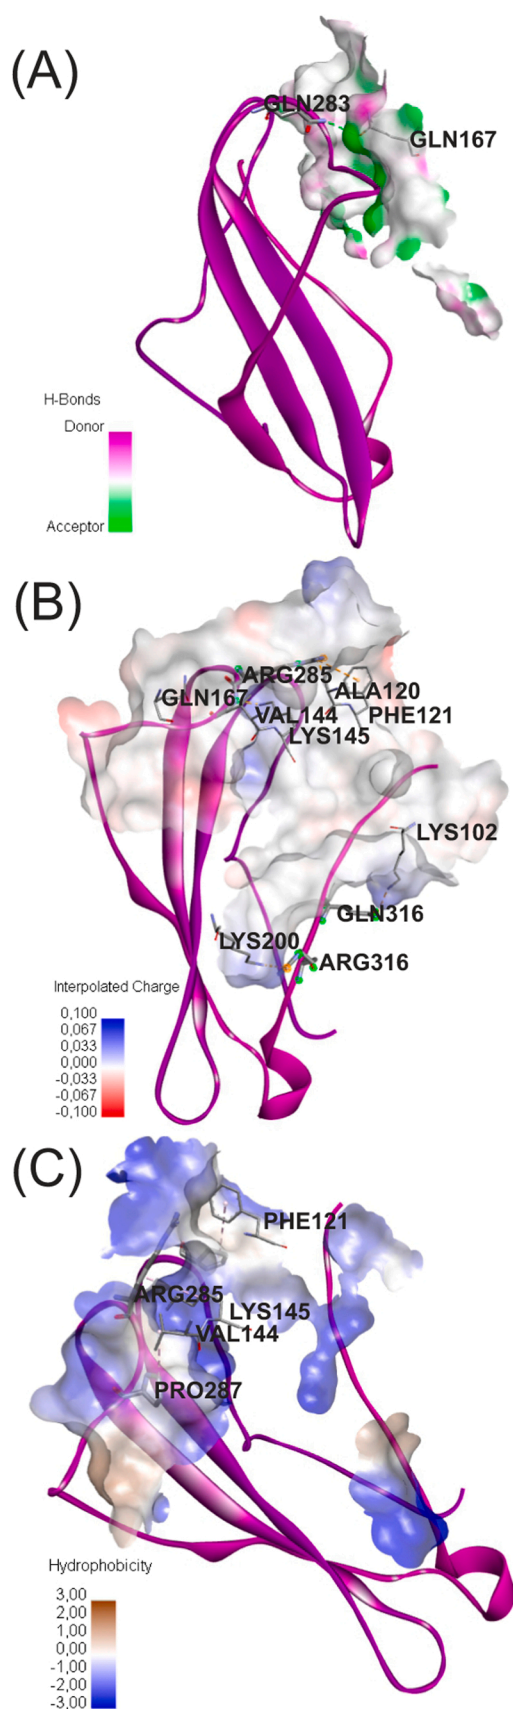 (A)
GLN283
GLN167
H-Bonds
Donor
Acceptor
(B)
ARG285
GLN167
ALA120
VAL144
PHE121
LYS145
LYS102
GLN316
LYS200
ARG316
Interpolated Charge
0,100
0,067
0,033
0,000
-0,033
-0,067
-0,100
(C)
PHE121
ARG285
LYS145
VAL144
PRO287
Hydrophobicity
3,00
2,00
1,00
0,00
-1,00
-2,00
-3,00